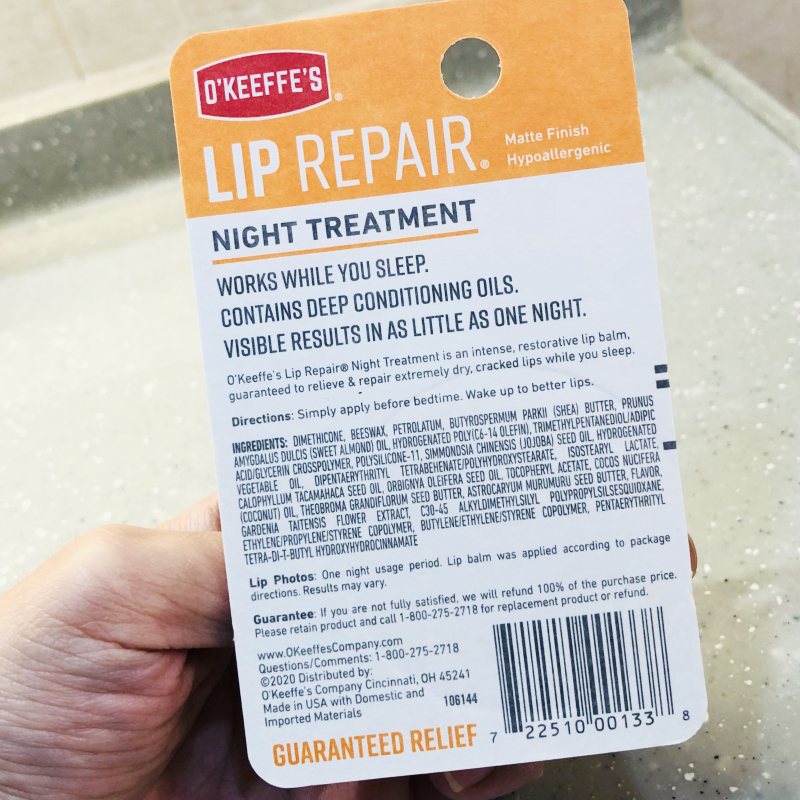 O'KEEFFE'S®
LIP REPAIR®
Matte Finish
Hypoallergenic
NIGHT TREATMENT
WORKS WHILE YOU SLEEP.
CONTAINS DEEP CONDITIONING OILS.
VISIBLE RESULTS IN AS LITTLE AS ONE NIGHT.
O'Keeffe's Lip Repair® Night Treatment is an intense, restorative lip balm,
guaranteed to relieve & repair extremely dry, cracked lips while you sleep.
Directions: Simply apply before bedtime. Wake up to better lips.
INGREDIENTS: DIMETHICONE, BEESWAX, PETROLATUM, BUTYROSPERMUM PARKII (SHEA) BUTTER, PRUNUS
AMYGDALUS DULCIS (SWEET ALMOND) OIL, HYDROGENATED POLY(C6-14 OLEFIN), TRIMETHYLPENTANEDIOL/ADIPIC
ACID/GLYCERIN CROSSPOLYMER, POLYSILICONE-11, SIMMONDSIA CHINENSIS (JOJOBA) SEED OIL, HYDROGENATED
VEGETABLE OIL, DIPENTAERYTHRITYL TETRABEHENATE/POLYHYDROXYSTEARATE, ISOSTEARYL LACTATE,
CALOPHYLLUM TACAMAHACA SEED OIL, ORBIGNYA OLEIFERA SEED OIL, TOCOPHERYL ACETATE, COCOS NUCIFERA
(COCONUT) OIL, THEOBROMA GRANDIFLORUM SEED BUTTER, ASTROCARYUM MURUMURU SEED BUTTER, FLAVOR,
GARDENIA TAITENSIS FLOWER EXTRACT, C30-45 ALKYLDIMETHYLSILYL POLYPROPYLSILSESQUIOXANE,
ETHYLENE/PROPYLENE/STYRENE COPOLYMER, BUTYLENE/ETHYLENE/STYRENE COPOLYMER, PENTAERYTHRITYL
TETRA-DI-T-BUTYL HYDROXYHYDROCINNAMATE
Lip Photos: One night usage period. Lip balm was applied according to package
directions. Results may vary.
Guarantee: If you are not fully satisfied, we will refund 100% of the purchase price.
Please retain product and call 1-800-275-2718 for replacement product or refund.
www.OKeeffesCompany.com
Questions/Comments: 1-800-275-2718
©2020 Distributed by:
O'Keeffe's Company Cincinnati, OH 45241
Made in USA with Domestic and
Imported Materials
106144
GUARANTEED RELIEF
7 22510 00133 8